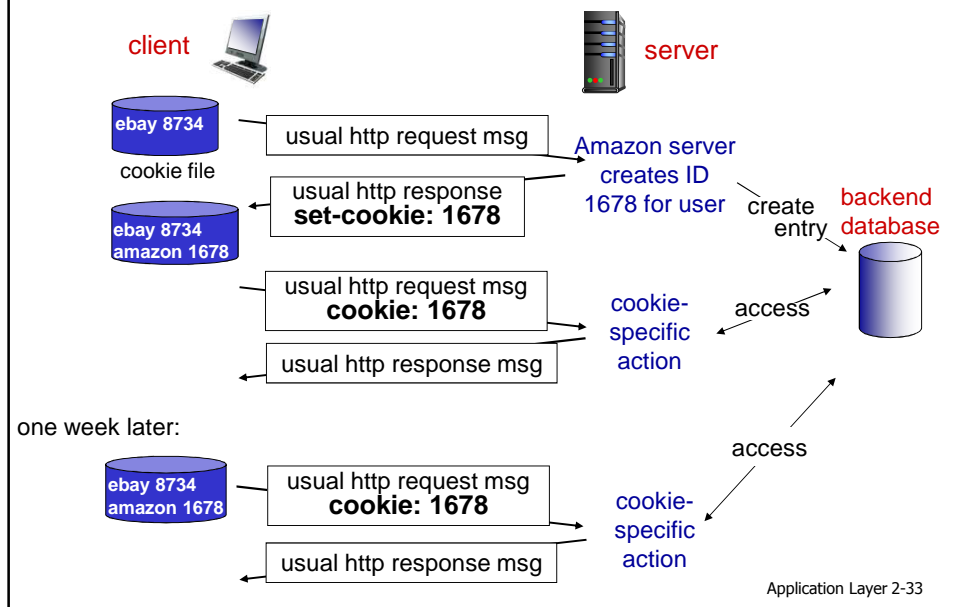 client
server
ebay 8734
usual http request msg
cookie file
Amazon server
creates ID
1678 for user
usual http response
set-cookie: 1678
create
entry
backend
database
ebay 8734
amazon 1678
usual http request msg
cookie: 1678
cookie-
specific
action
access
usual http response msg
one week later:
access
ebay 8734
amazon 1678
usual http request msg
cookie: 1678
cookie-
specific
action
usual http response msg
Application Layer 2-33